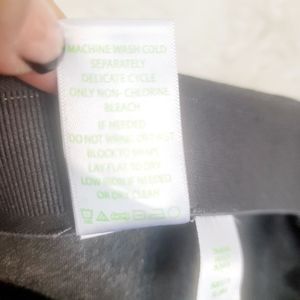 MACHINE WASH COLD
SEPARATELY
DELICATE CYCLE
ONLY NON-CHLORINE
BLEACH
IF NEEDED
DO NOT WRING OR TWIST
BLOCK TO SHAPE
LAY FLAT TO DRY
LOW IRON IF NEEDED
OR DRY CLEAN